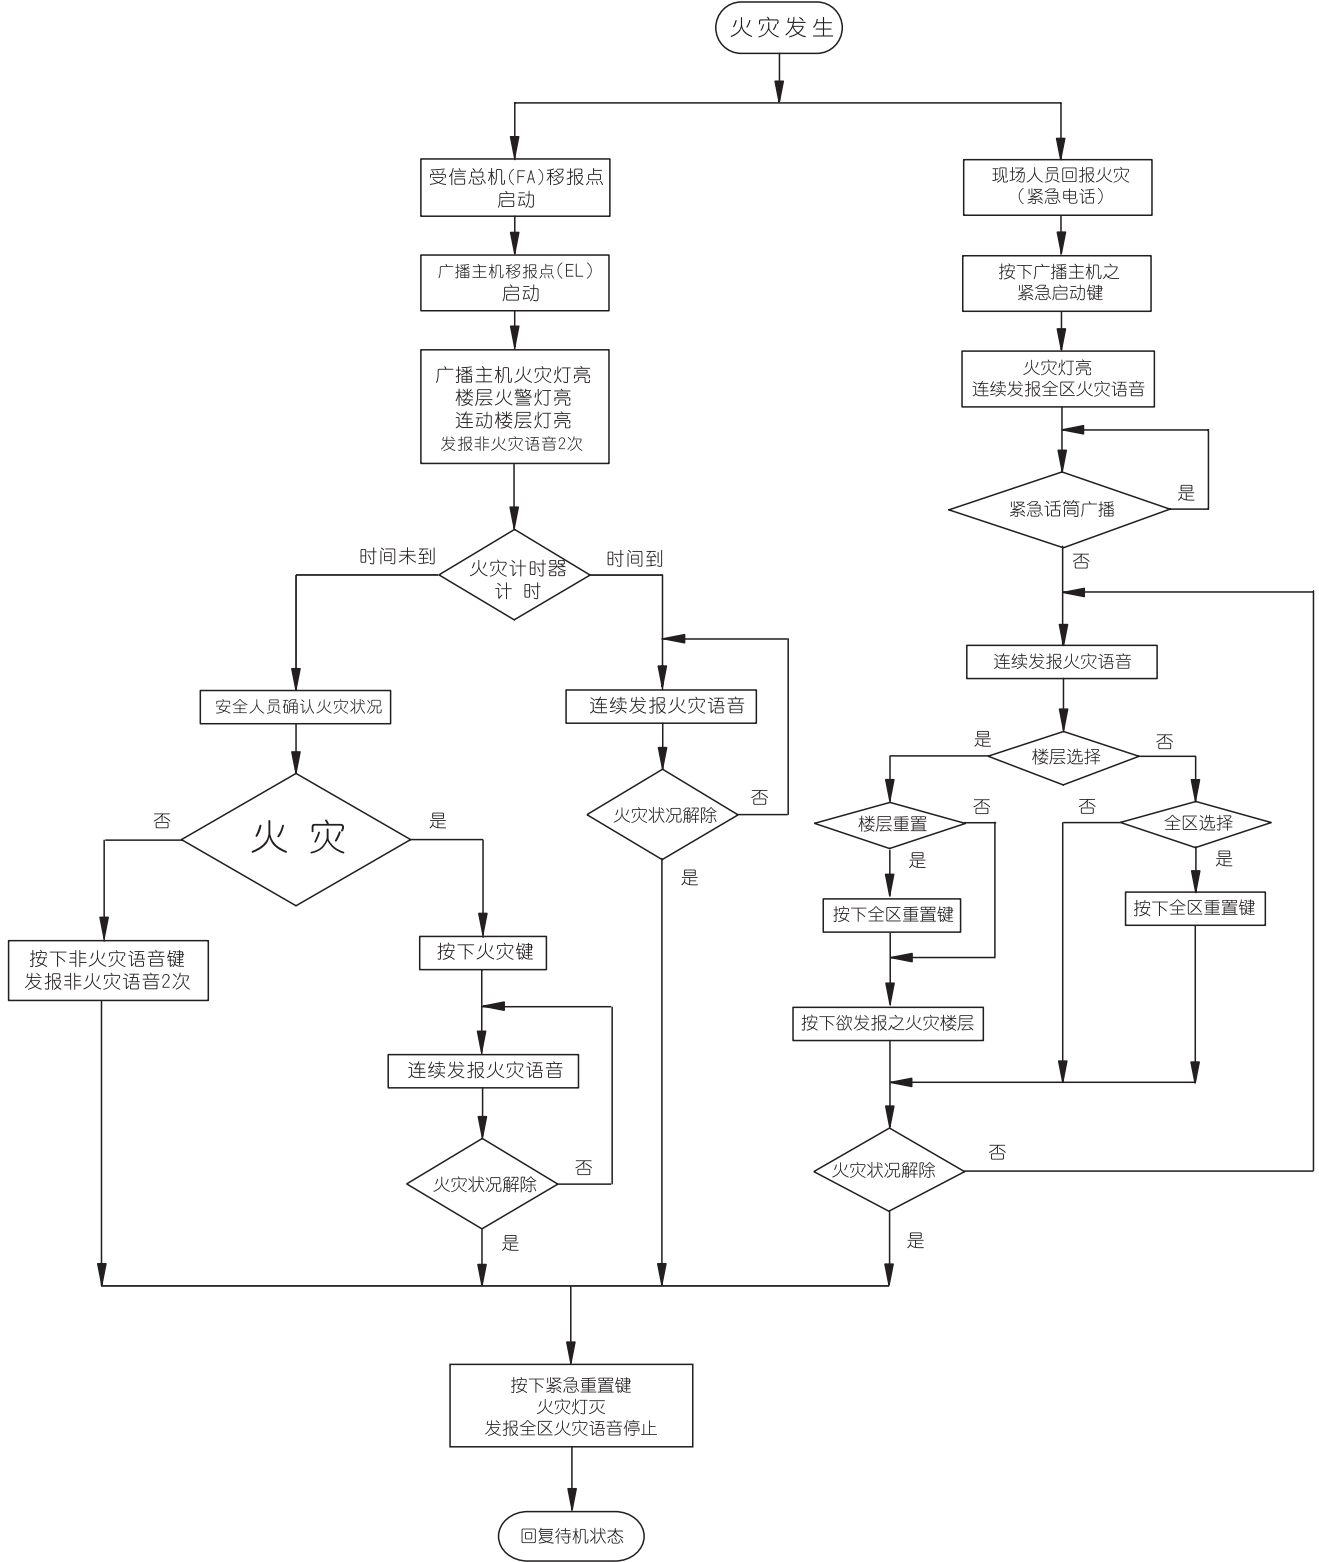 火灾发生
受信总机(FA)移报点
启动
现场人员回报火灾
(紧急电话)
广播主机移报点(EL)
启动
按下广播主机之
紧急启动键
广播主机火灾灯亮
楼层火警灯亮
连动楼层灯亮
发报非火灾语音2次
火灾灯亮
连续发报全区火灾语音
紧急话筒广播
是
否
时间未到
火灾计时器
计 时
时间到
连续发报火灾语音
安全人员确认火灾状况
连续发报火灾语音
是
楼层选择
否
火灾状况解除
否
是
否
火 灾
是
楼层重置
否
是
否
全区选择
是
按下全区重置键
按下全区重置键
按下非火灾语音键
发报非火灾语音2次
按下火灾键
按下欲发报之火灾楼层
连续发报火灾语音
火灾状况解除
否
是
火灾状况解除
否
是
按下紧急重置键
火灾灯灭
发报全区火灾语音停止
回复待机状态